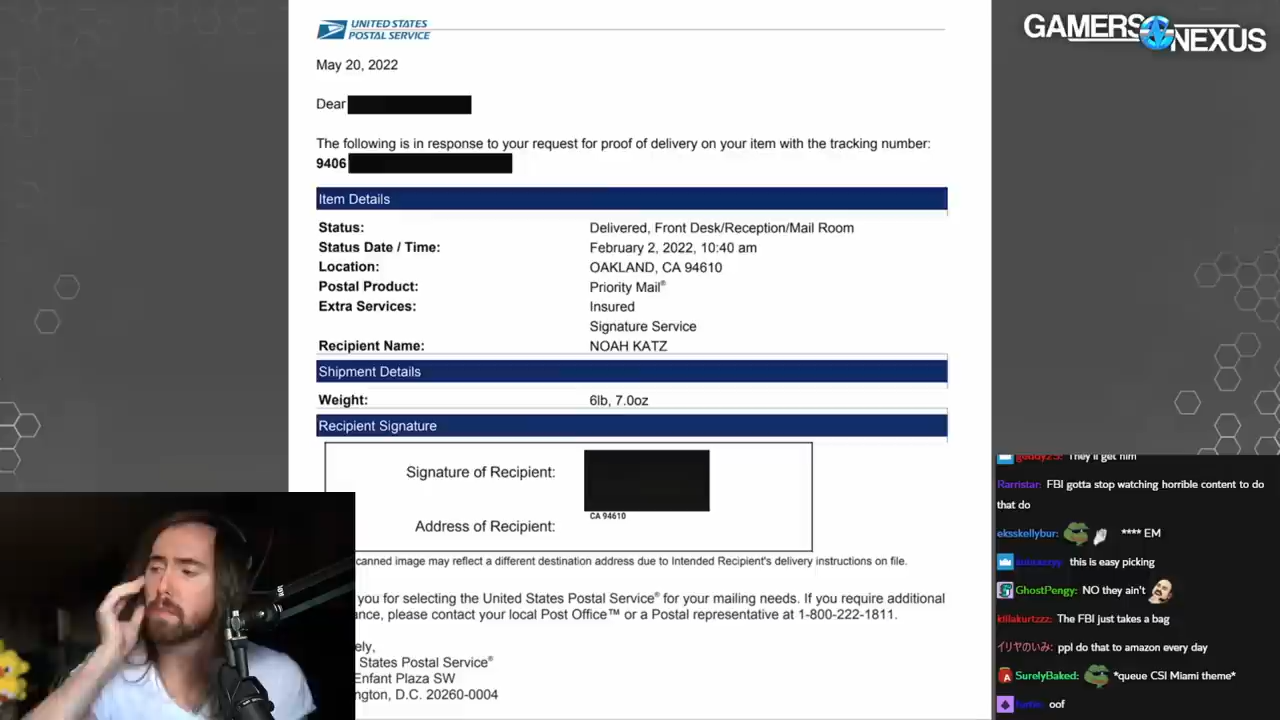 UNITED STATES
POSTAL SERVICE
GAMERS NEXUS
May 20, 2022
Dear
The following is in response to your request for proof of delivery on your item with the tracking number:
9406
Item Details
Status: Delivered, Front Desk/Reception/Mail Room
Status Date / Time: February 2, 2022, 10:40 am
Location: OAKLAND, CA 94610
Postal Product: Priority Mail®
Extra Services: Insured
Signature Service
Recipient Name: NOAH KATZ
Shipment Details
Weight: 6lb, 7.0oz
Recipient Signature
Signature of Recipient:
CA 94610
Address of Recipient:
canned image may reflect a different destination address due to Intended Recipient's delivery instructions on file.
you for selecting the United States Postal Service® for your mailing needs. If you require additional
ance, please contact your local Post Office™ or a Postal representative at 1-800-222-1811.
ely,
States Postal Service®
Enfant Plaza SW
ngton, D.C. 20260-0004
They'll get him
Rarristar: FBI gotta stop watching horrible content to do
that do
eksskellybur: **** EM
this is easy picking
GhostPengy: NO they ain't
killakurtzzz: The FBI just takes a bag
イリヤのいみ: ppl do that to amazon every day
SurelyBaked: *queue CSI Miami theme*
oof